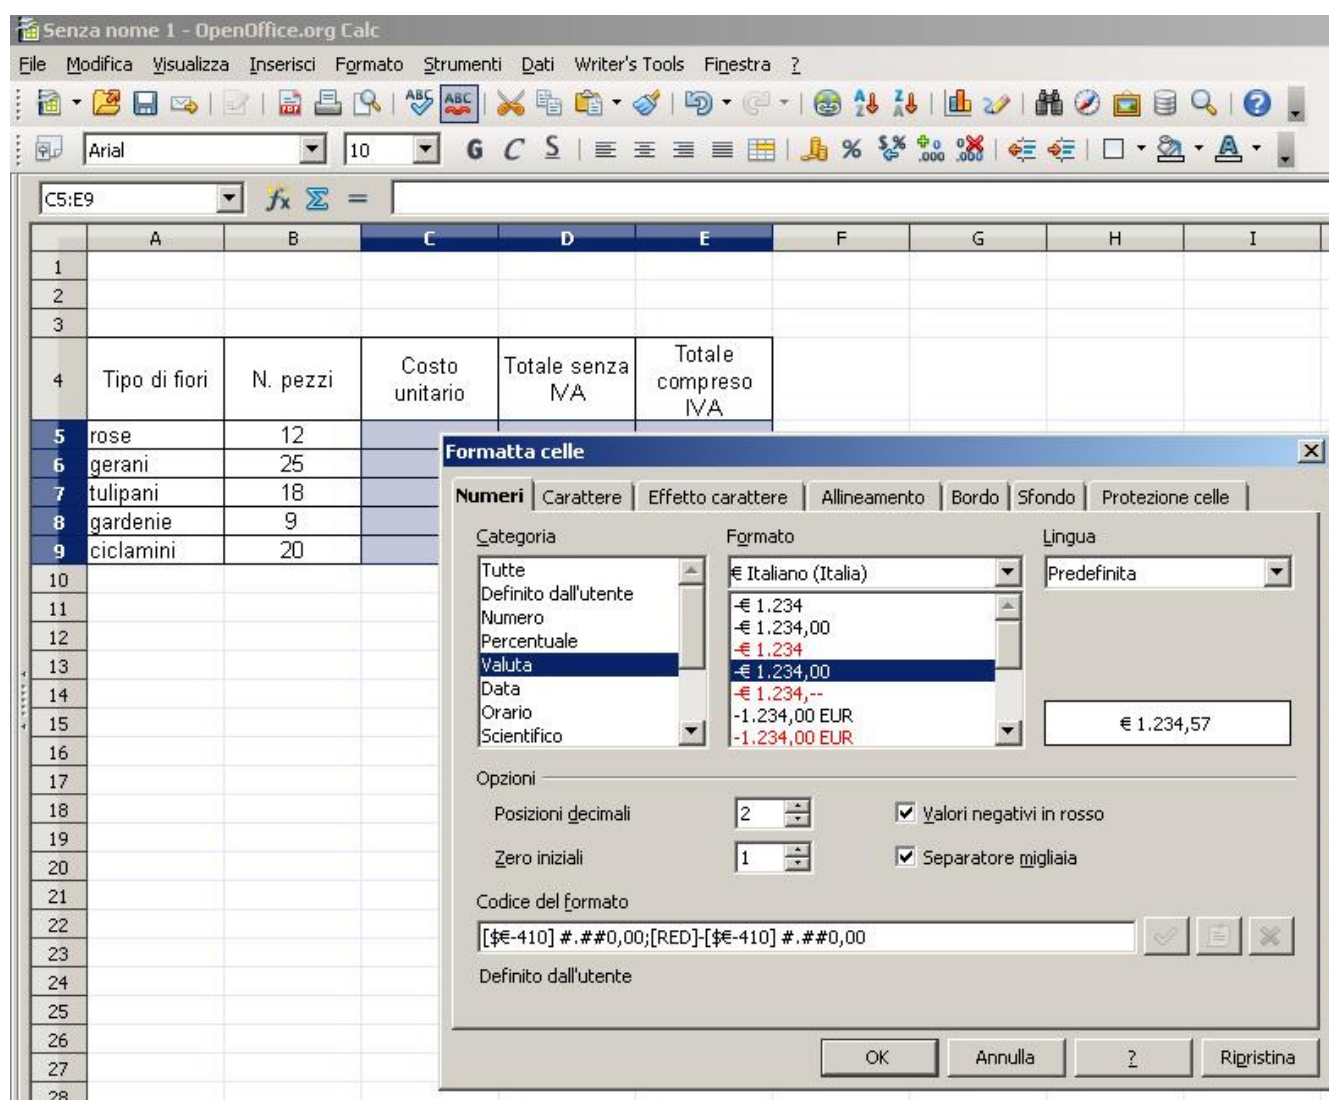 Senza nome 1 - OpenOffice.org Calc
File Modifica Visualizza Inserisci Formato Strumenti Dati Writer's Tools Finestra ?
Arial 10 G C S
C5:E9
A B C D E F G H I
1
2
3
4 Tipo di fiori N. pezzi Costo unitario Totale senza IVA Totale compreso IVA
5 rose 12
6 gerani 25
7 tulipani 18
8 gardenie 9
9 ciclamini 20
10
11
12
13
14
15
16
17
18
19
20
21
22
23
24
25
26
27
28
Formatta celle
Numeri Carattere Effetto carattere Allineamento Bordo Sfondo Protezione celle
Categoria Formato Lingua
Tutte
Definito dall'utente
Numero
Percentuale
Valuta
Data
Orario
Scientifico
€ Italiano (Italia)
-€ 1.234
-€ 1.234,00
-€ 1.234
-€ 1.234,00
-€ 1.234,--
-1.234,00 EUR
-1.234,00 EUR
Predefinita
€ 1.234,57
Opzioni
Posizioni decimali 2 Valori negativi in rosso
Zero iniziali 1 Separatore migliaia
Codice del formato
[$€-410] #.##0,00;[RED]-[$€-410] #.##0,00
Definito dall'utente
OK Annulla ? Ripristina